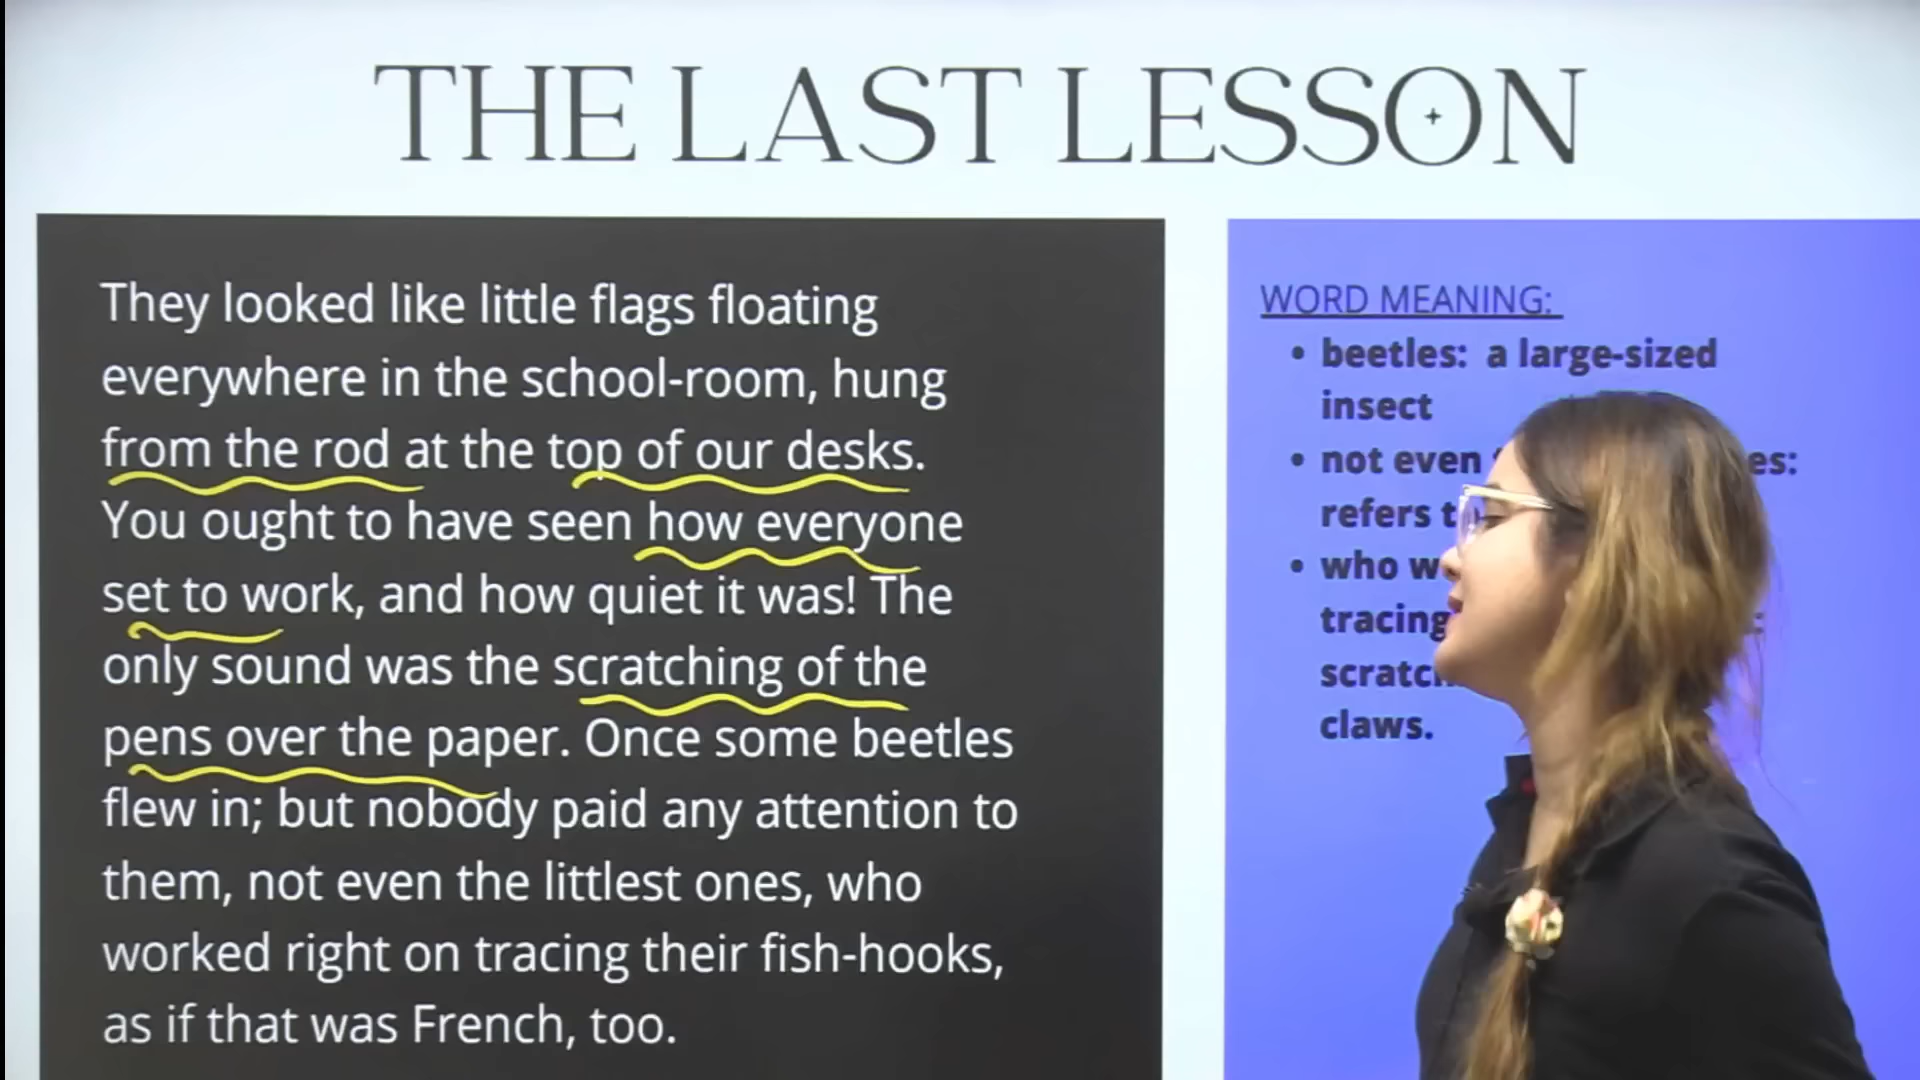 THE LAST LESSON
They looked like little flags floating
everywhere in the school-room, hung
from the rod at the top of our desks.
You ought to have seen how everyone
set to work, and how quiet it was! The
only sound was the scratching of the
pens over the paper. Once some beetles
flew in; but nobody paid any attention to
them, not even the littlest ones, who
worked right on tracing their fish-hooks,
as if that was French, too.
WORD MEANING:
• beetles: a large-sized
insect
• not even
refers
• who
tracing
claws.